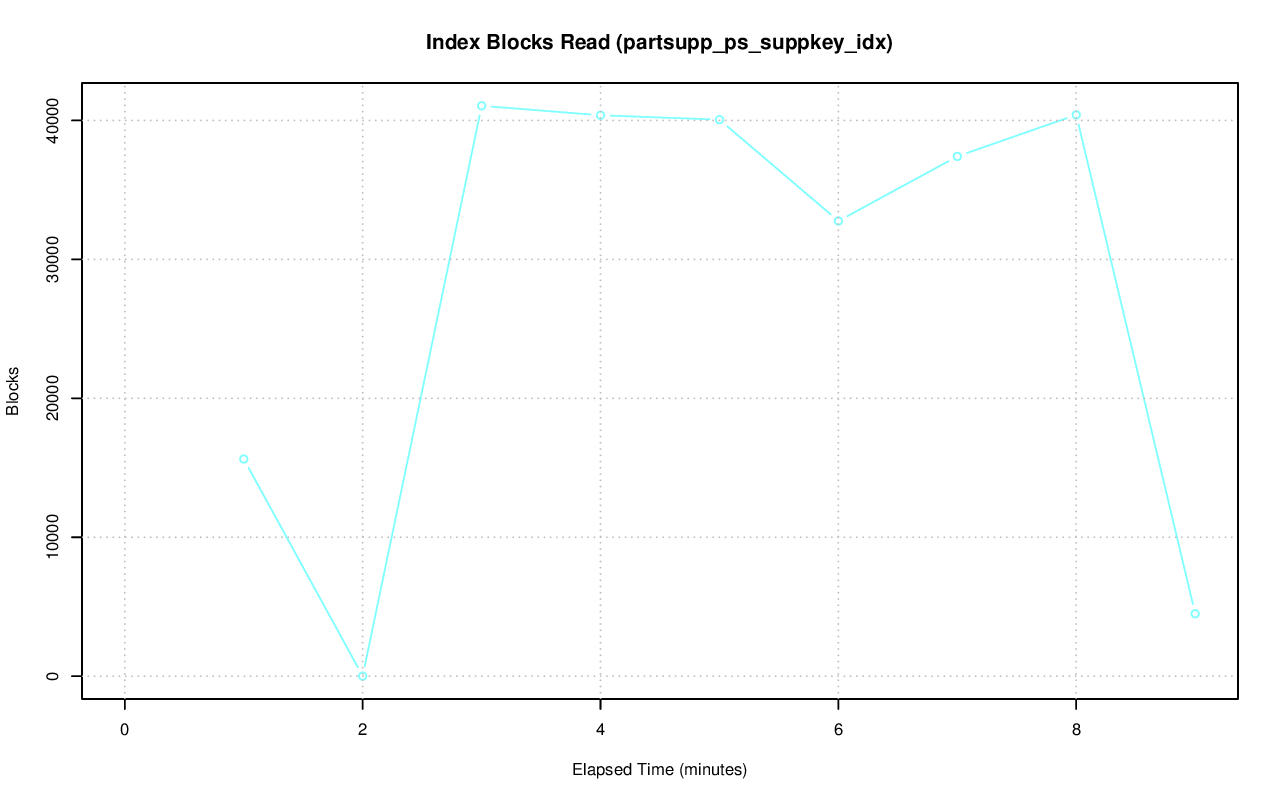 Index Blocks Read (partsupp_ps_suppkey_idx)
Blocks
40000
30000
20000
10000
0
0 2 4 6 8
Elapsed Time (minutes)